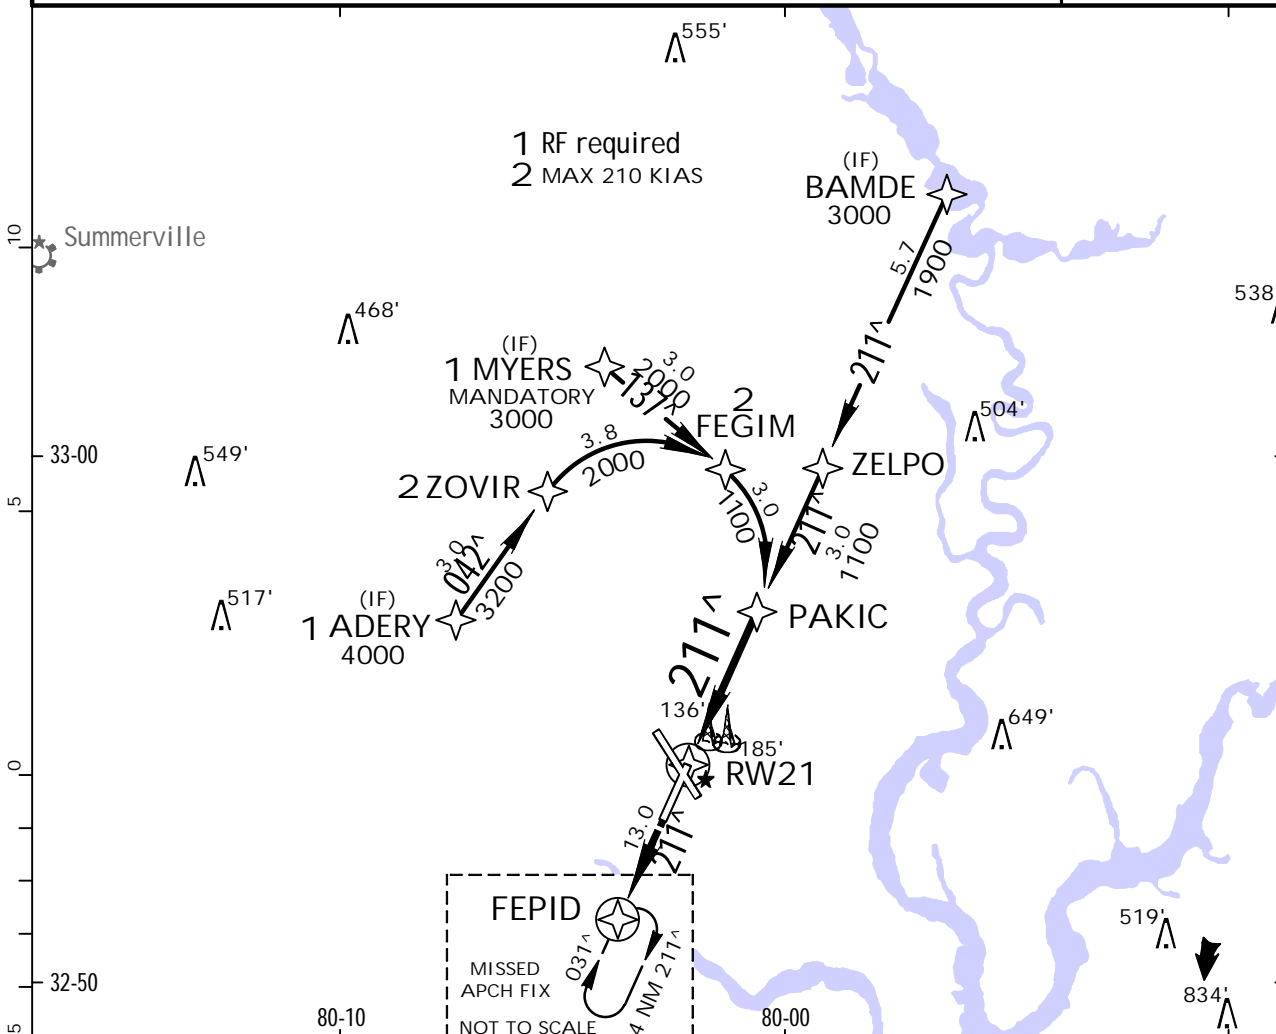 555'
1 RF required
2 MAX 210 KIAS
(IF)
BAMDE
3000
10
Summerville
5.7
1900
538
468'
211^
(IF)
1 MYERS
MANDATORY
3000
3.0
2000
137^
2
FEGIM
504'
549'
33-00
3.8
2000
2 ZOVIR
ZELPO
5
3.0
1100
211^
3.0
1100
3.0
042^
3200
517'
(IF)
1 ADERY
4000
PAKIC
211^
136'
185'
649'
RW21
0
13.0
211^
FEPID
519'
031^
4 NM 211^
MISSED
APCH FIX
32-50
834'
NOT TO SCALE
80-10
80-00
5